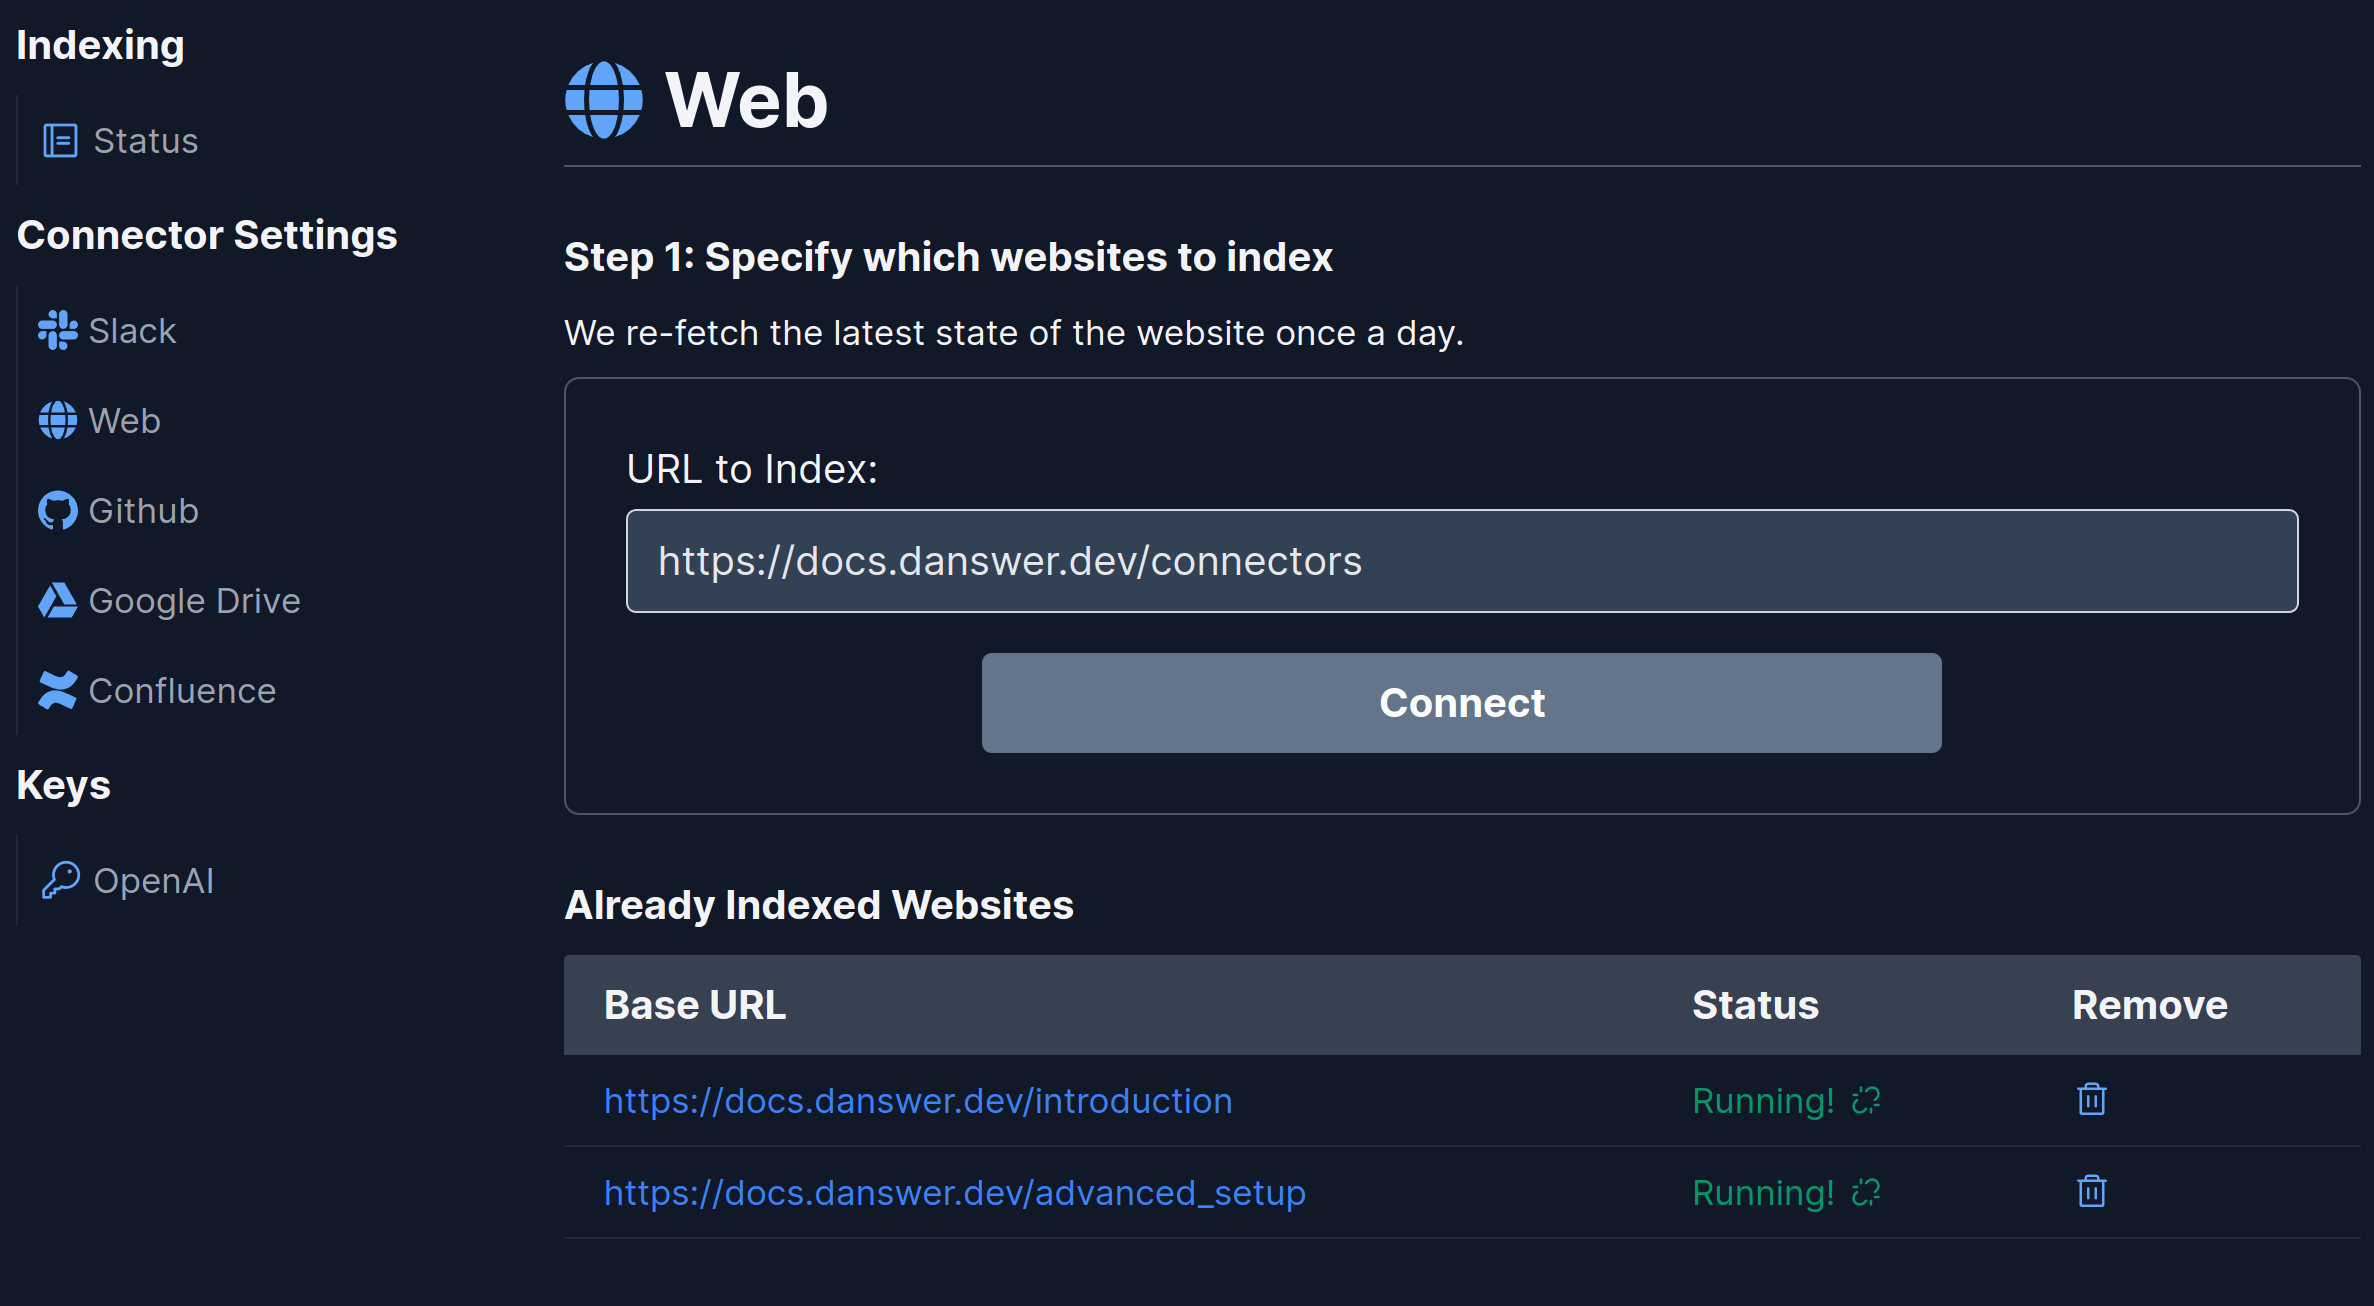 Indexing
Status
Connector Settings
Slack
Web
Github
Google Drive
Confluence
Keys
OpenAI
Web
Step 1: Specify which websites to index
We re-fetch the latest state of the website once a day.
URL to Index:
https://docs.danswer.dev/connectors
Connect
Already Indexed Websites
Base URL Status Remove
https://docs.danswer.dev/introduction Running!
https://docs.danswer.dev/advanced_setup Running!